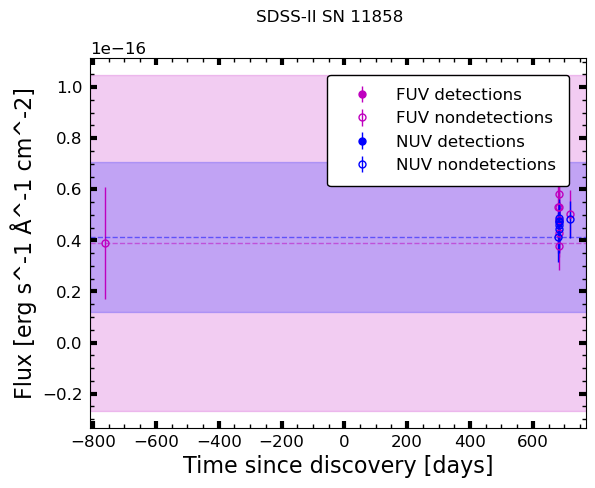 SDSS-II SN 11858
1e−16
FUV detections
FUV nondetections
NUV detections
NUV nondetections
1.0
0.8
0.6
0.4
0.2
0.0
−0.2
Flux [erg s^-1 Å^-1 cm^-2]
−800 −600 −400 −200 0 200 400 600
Time since discovery [days]